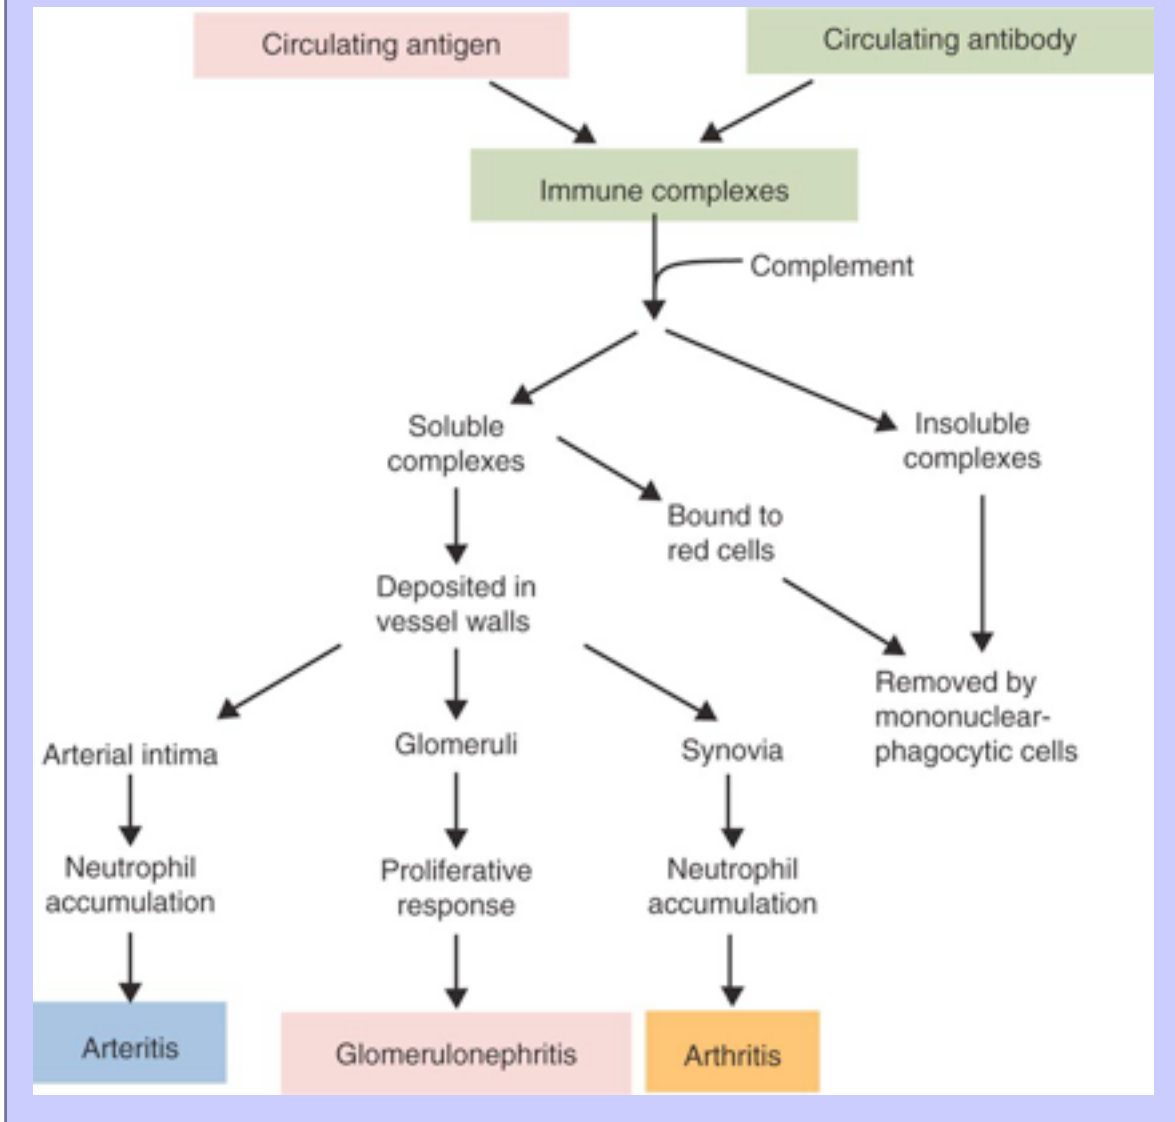 Circulating antigen
Circulating antibody
Immune complexes
Complement
Soluble
complexes
Insoluble
complexes
Bound to
red cells
Deposited in
vessel walls
Removed by
mononuclear-
phagocytic cells
Arterial intima
Glomeruli
Synovia
Neutrophil
accumulation
Proliferative
response
Neutrophil
accumulation
Arteritis
Glomerulonephritis
Arthritis